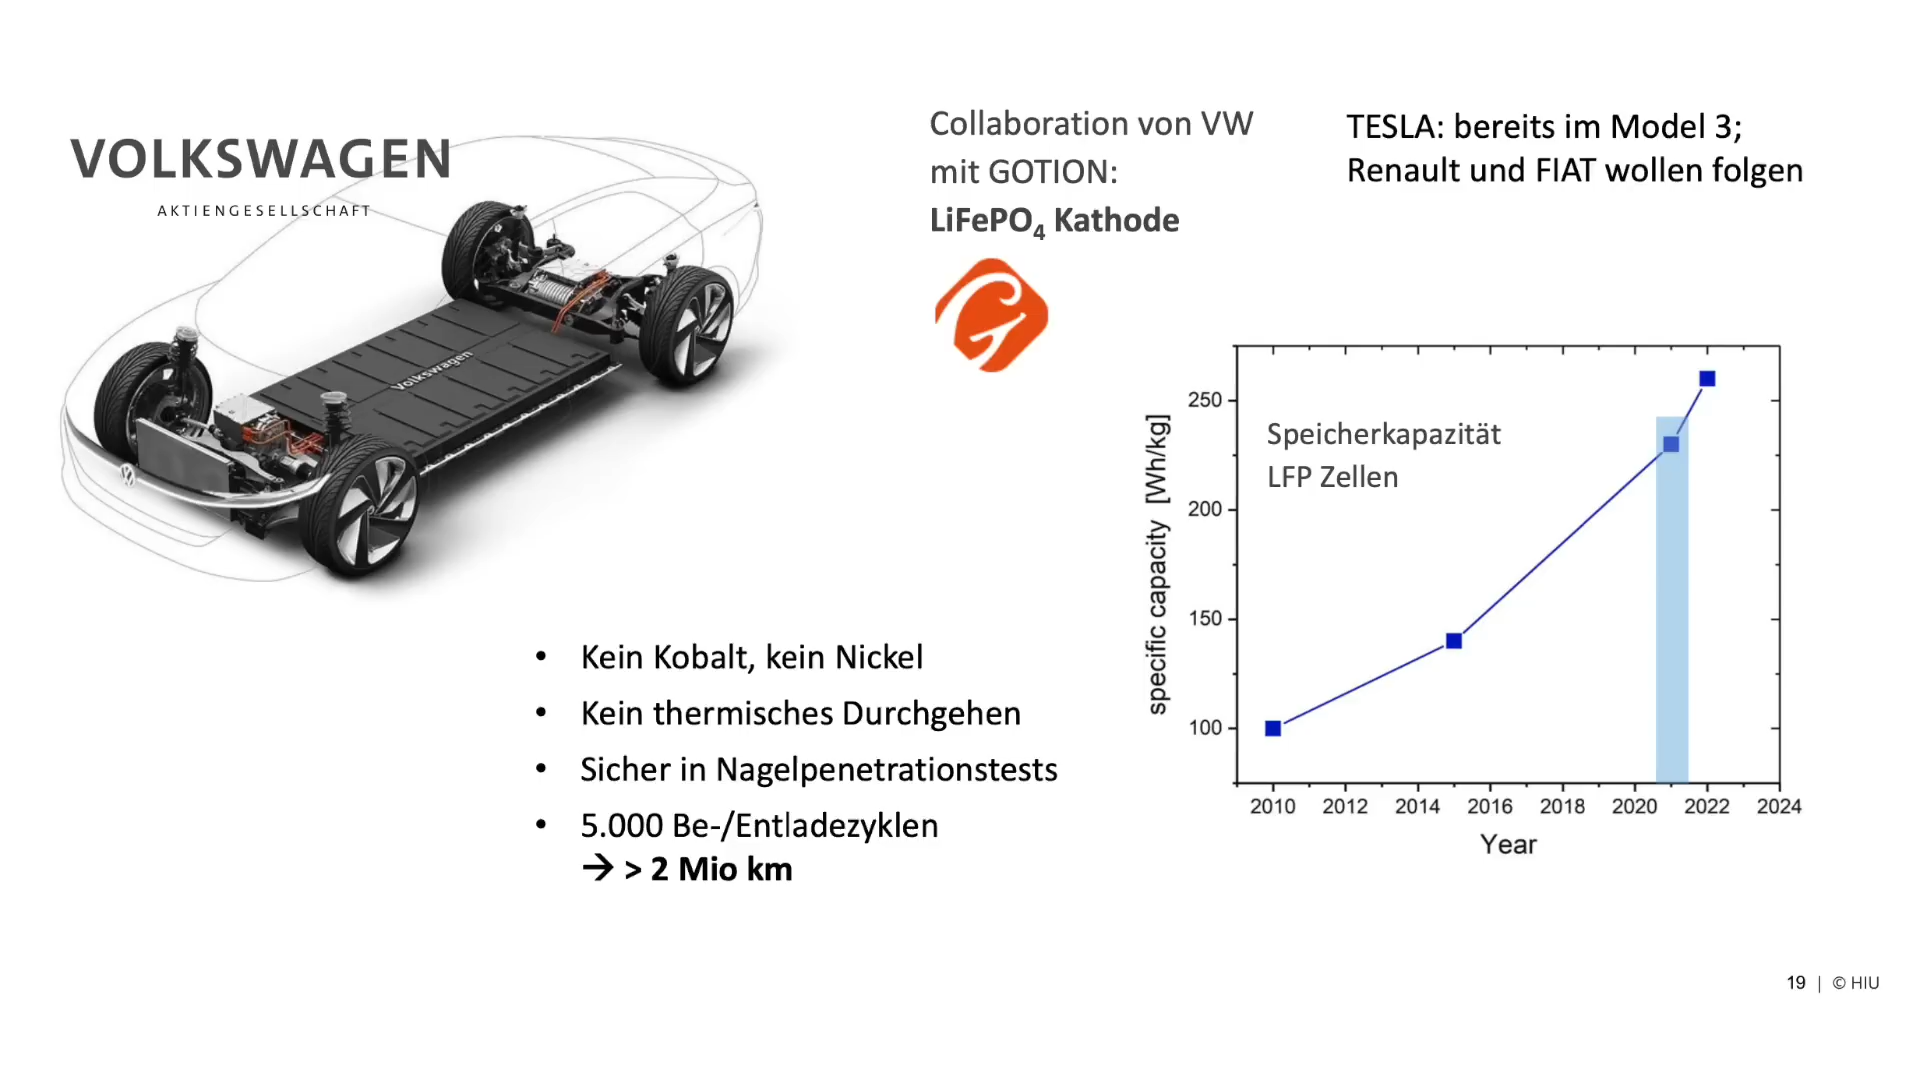 VOLKSWAGEN
AKTIENGESELLSCHAFT
Volkswagen
Collaboration von VW
mit GOTION:
LiFePO4 Kathode
TESLA: bereits im Model 3;
Renault und FIAT wollen folgen
Speicherkapazität
LFP Zellen
specific capacity [Wh/kg]
250
200
150
100
2010 2012 2014 2016 2018 2020 2022 2024
Year
• Kein Kobalt, kein Nickel
• Kein thermisches Durchgehen
• Sicher in Nagelpenetrationstests
• 5.000 Be-/Entladezyklen
→ > 2 Mio km
19 | © HIU